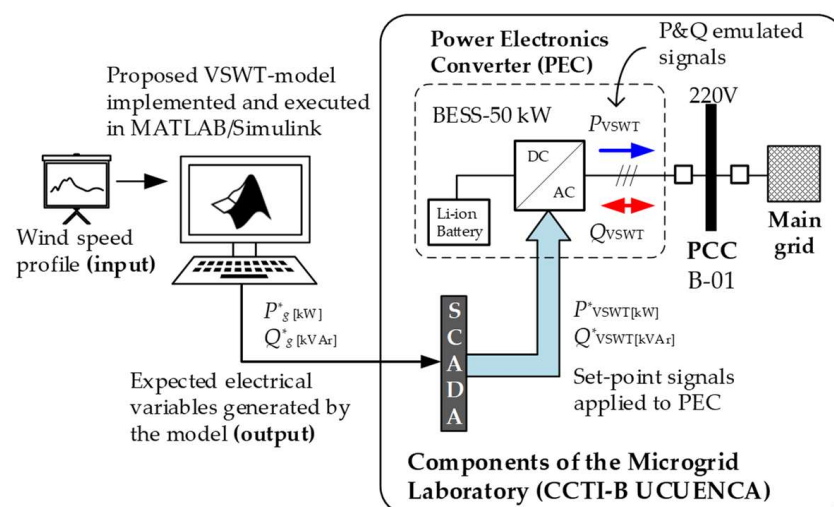 Proposed VSWT-model
implemented and executed
in MATLAB/Simulink
Wind speed
profile (input)
P*g [kW]
Q*g [kVAr]
Expected electrical
variables generated by
the model (output)
SCADA
Power Electronics
Converter (PEC)
P&Q emulated
signals
BESS-50 kW
DC
AC
Li-ion
Battery
PVSWT
QVSWT
220V
PCC
B-01
Main
grid
P*VSWT[kW]
Q*VSWT[kVAr]
Set-point signals
applied to PEC
Components of the Microgrid
Laboratory (CCTI-B UCUENCA)